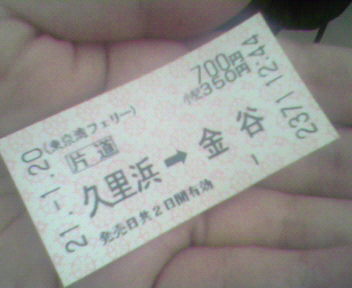 (東京湾フェリー)
700円
小児350円
片道
久里浜➡金谷
発売日共2日間有効
21.-1.20
2371 12:44